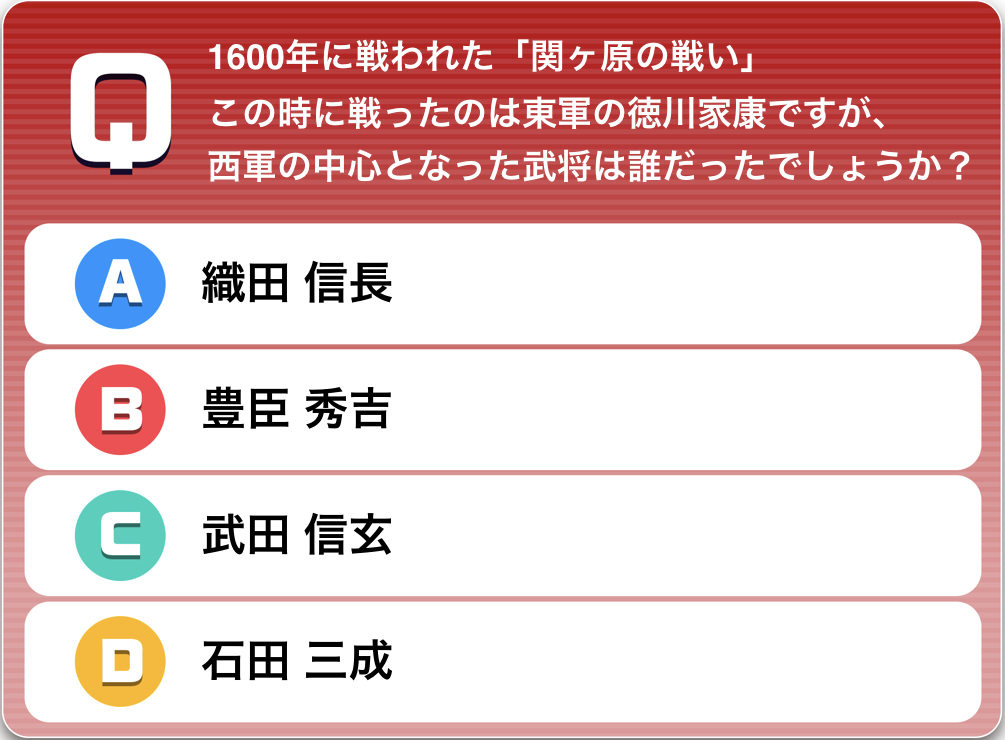 Q
1600年に戦われた「関ヶ原の戦い」
この時に戦ったのは東軍の徳川家康ですが、
西軍の中心となった武将は誰だったでしょうか？
A 織田 信長
B 豊臣 秀吉
C 武田 信玄
D 石田 三成